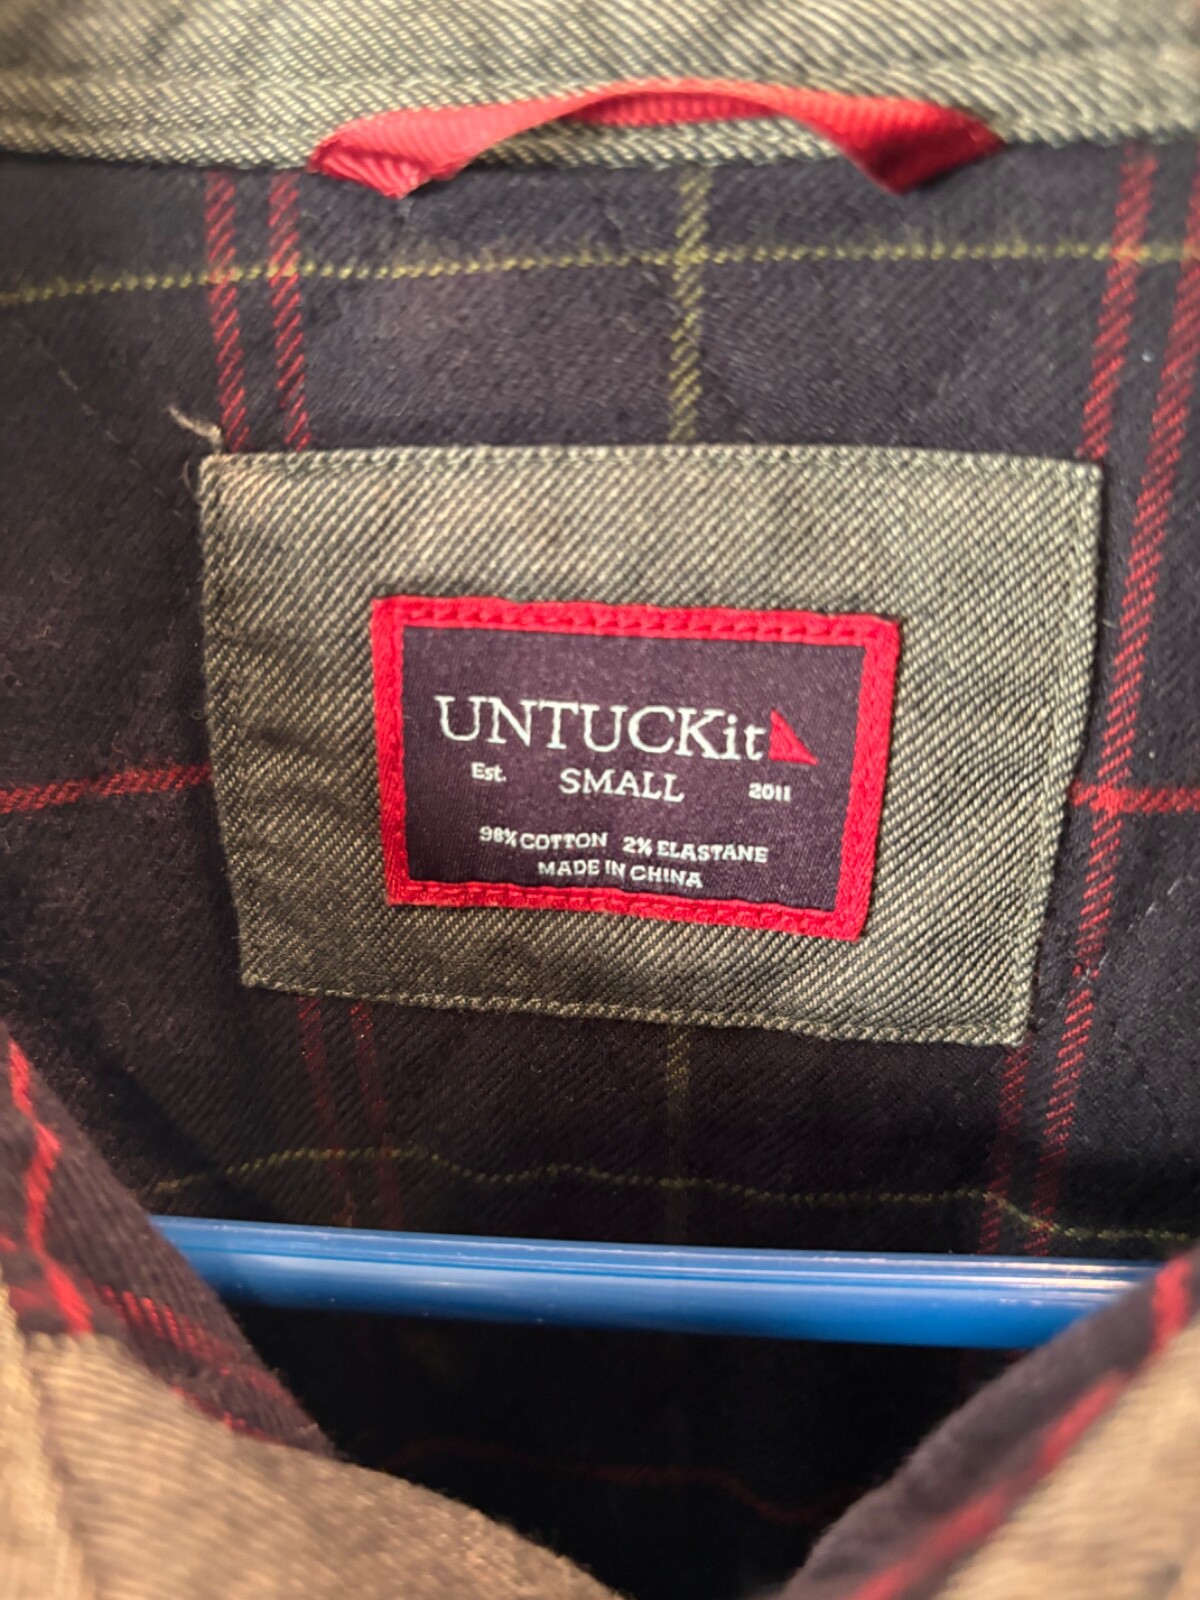 UNTUCKit
Est. SMALL 2011
98% COTTON 2% ELASTANE
MADE IN CHINA